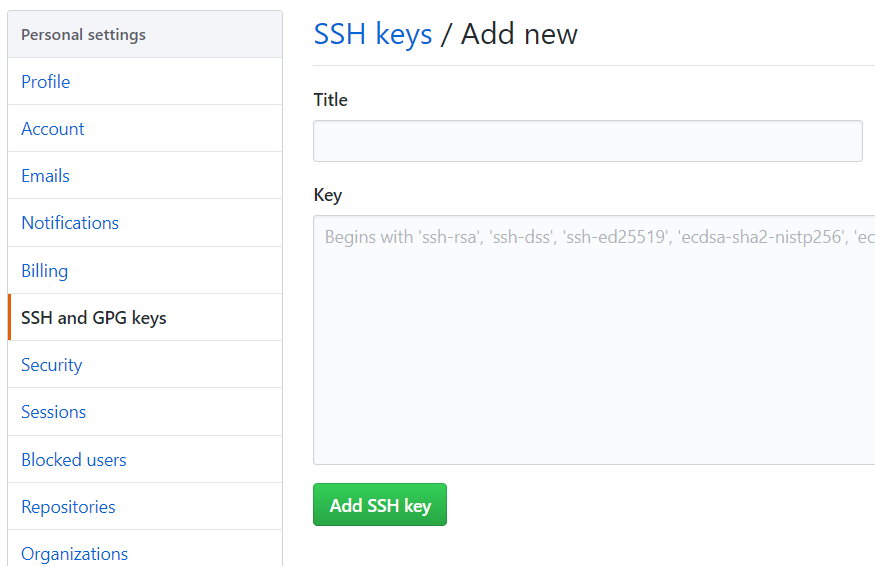 Personal settings
Profile
Account
Emails
Notifications
Billing
SSH and GPG keys
Security
Sessions
Blocked users
Repositories
Organizations
SSH keys / Add new
Title
Key
Begins with 'ssh-rsa', 'ssh-dss', 'ssh-ed25519', 'ecdsa-sha2-nistp256', 'ec
Add SSH key